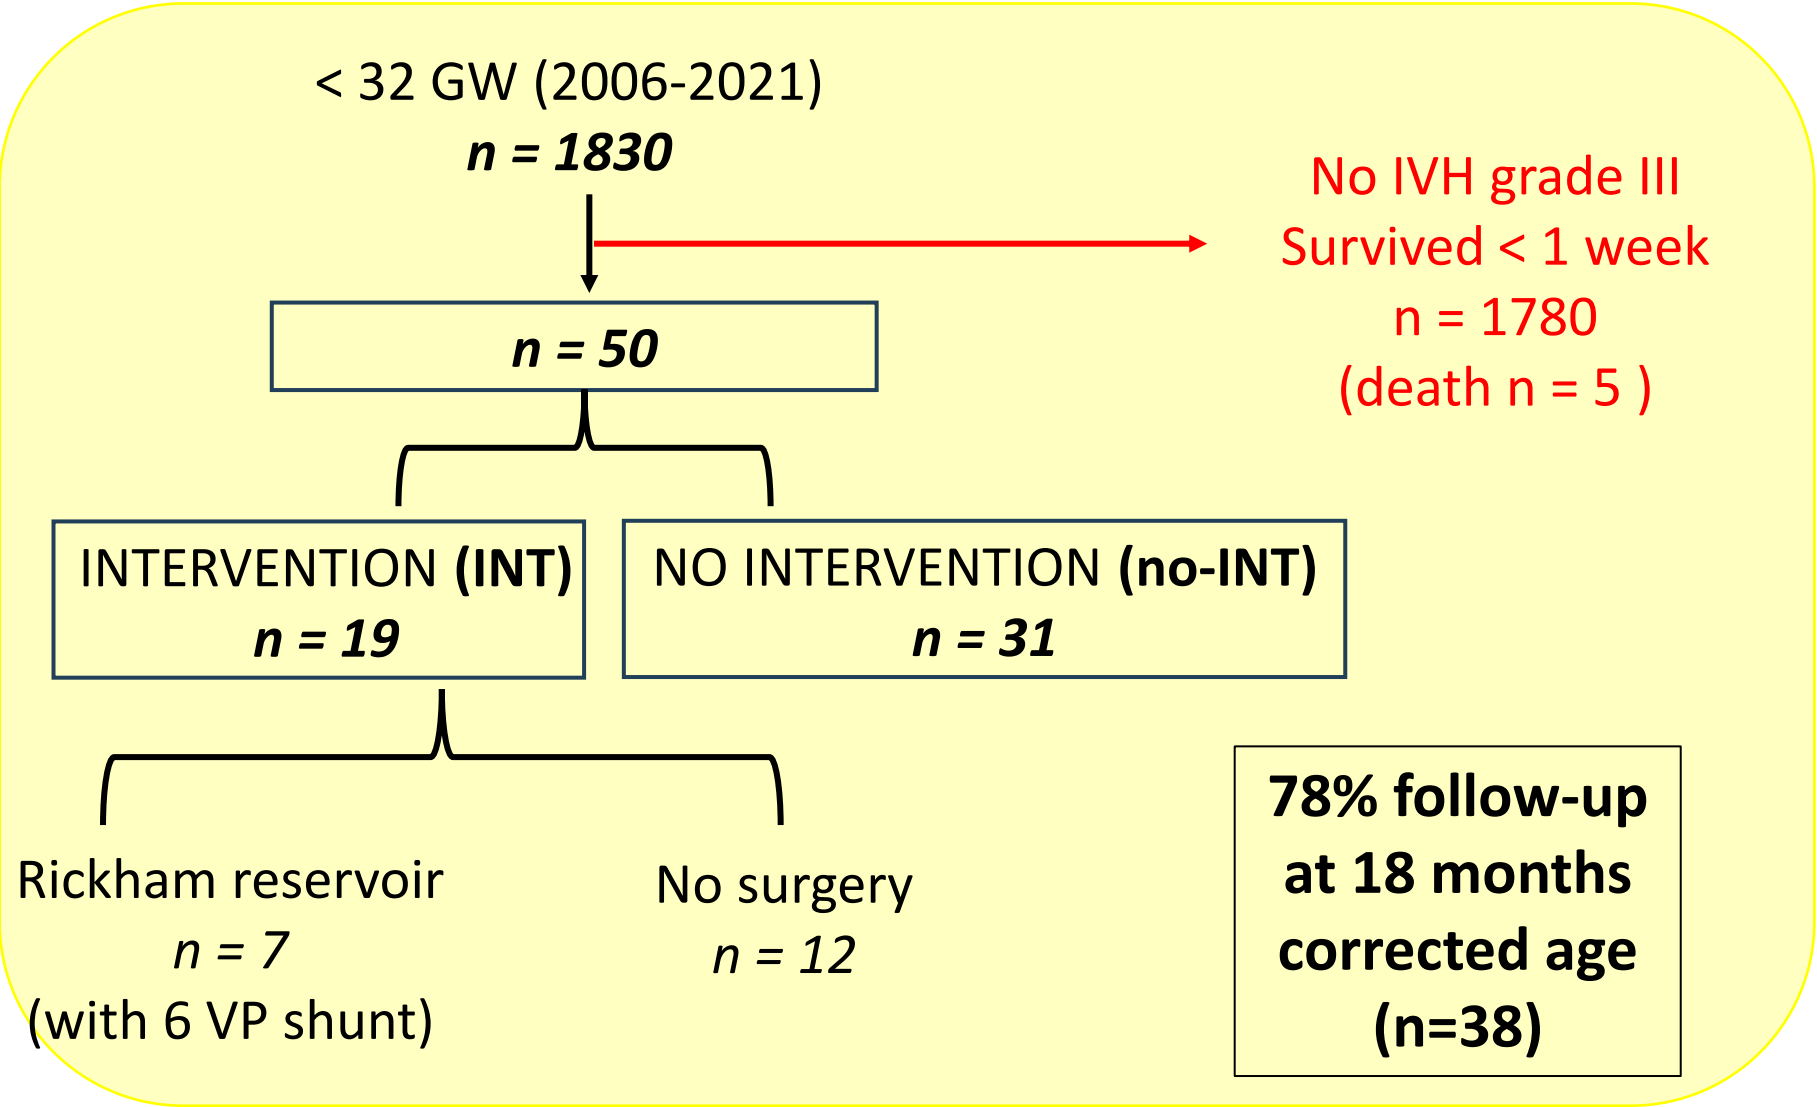 < 32 GW (2006-2021)
n = 1830
No IVH grade III
Survived < 1 week
n = 1780
(death n = 5 )
n = 50
INTERVENTION (INT)
n = 19
NO INTERVENTION (no-INT)
n = 31
Rickham reservoir
n = 7
(with 6 VP shunt)
No surgery
n = 12
78% follow-up
at 18 months
corrected age
(n=38)